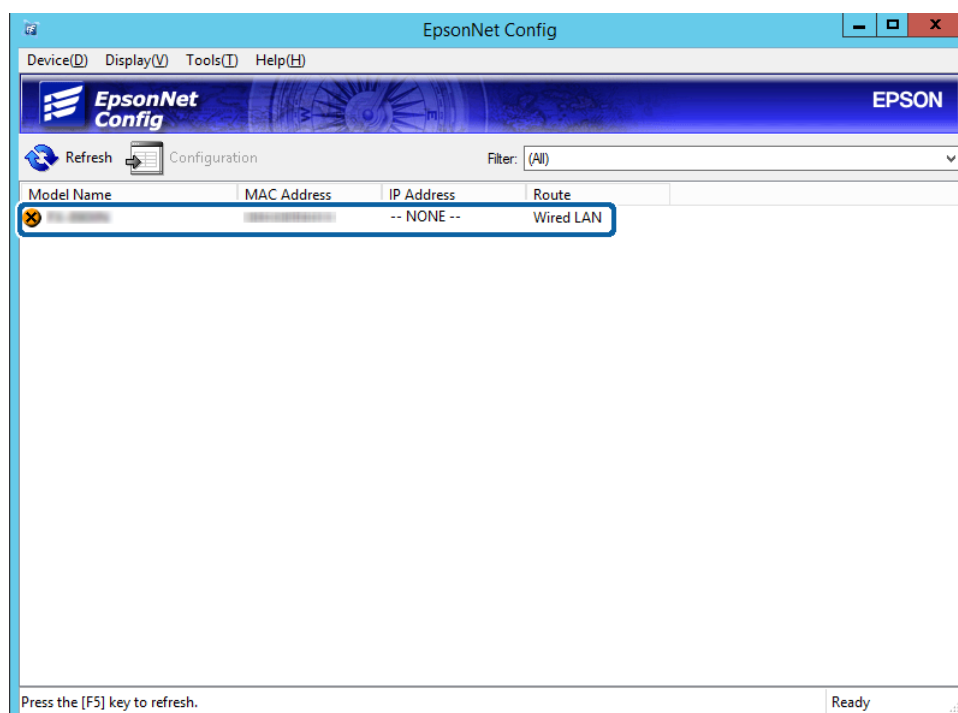 EpsonNet Config
Device(D) Display(V) Tools(T) Help(H)
EpsonNet
Config
EPSON
Refresh Configuration Filter: (All)
Model Name MAC Address IP Address Route
-- NONE -- Wired LAN
Press the [F5] key to refresh. Ready